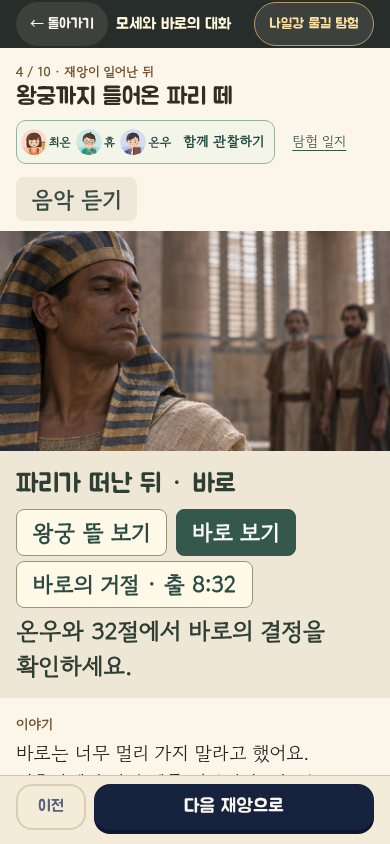 ← 돌아가기
모세와 바로의 대화
나일강 물길 탐험
4 / 10 · 재앙이 일어난 뒤
왕궁까지 들어온 파리 떼
최온
휴
온우
함께 관찰하기
탐험 일지
음악 듣기
파리가 떠난 뒤 · 바로
왕궁 뜰 보기
바로 보기
바로의 거절 · 출 8:32
온우와 32절에서 바로의 결정을
확인하세요.
이야기
바로는 너무 멀리 가지 말라고 했어요.
이전
다음 재앙으로